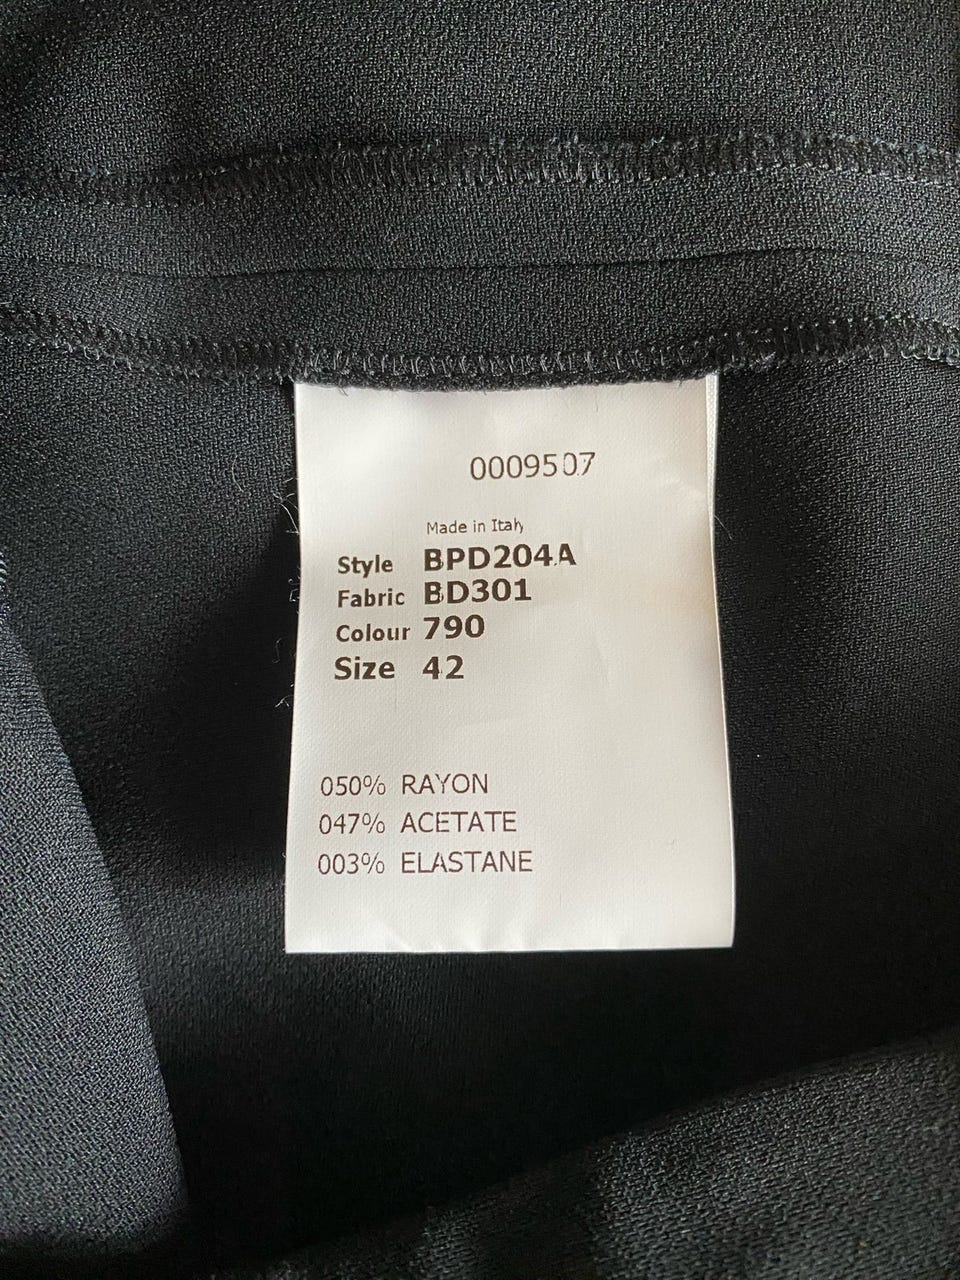 0009507
Made in Italy
Style BPD204A
Fabric BD301
Colour 790
Size 42
050% RAYON
047% ACETATE
003% ELASTANE